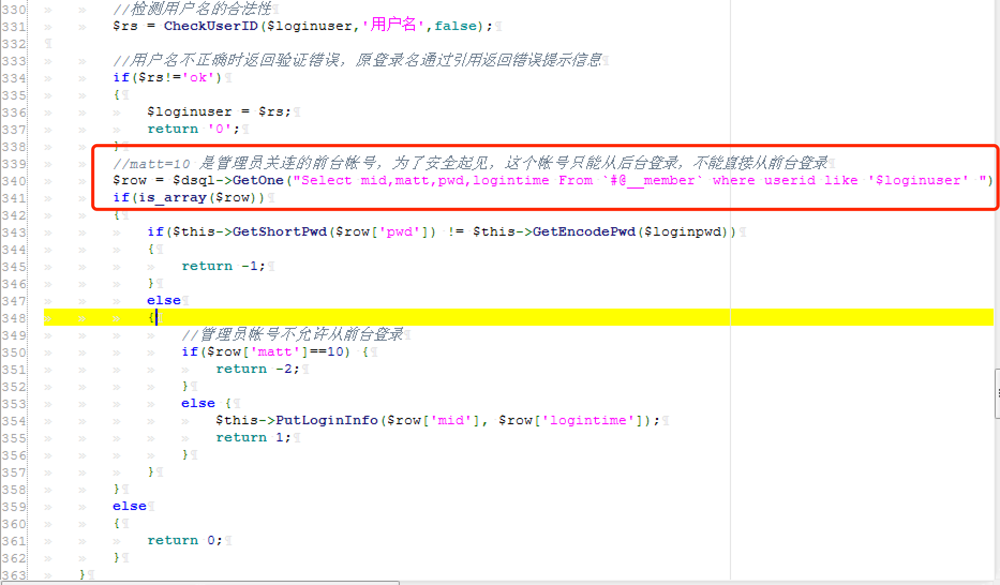 330 //检测用户名的合法性
331 $rs = CheckUserID($loginuser,'用户名',false);
332
333 //用户名不正确时返回验证错误，原登录名通过引用返回错误提示信息
334 if($rs!='ok')
335 {
336 $loginuser = $rs;
337 return '0';
338 }
339 //matt=10 是管理员关连的前台帐号，为了安全起见，这个帐号只能从后台登录，不能直接从前台登录
340 $row = $dsql->GetOne("Select mid,matt,pwd,logintime From `#@__member` where userid like '$loginuser' ")
341 if(is_array($row))
342 {
343 if($this->GetShortPwd($row['pwd']) != $this->GetEncodePwd($loginpwd))
344 {
345 return -1;
346 }
347 else
348 {
349 //管理员帐号不允许从前台登录
350 if($row['matt']==10) {
351 return -2;
352 }
353 else {
354 $this->PutLoginInfo($row['mid'], $row['logintime']);
355 return 1;
356 }
357 }
358 }
359 else
360 {
361 return 0;
362 }
363 }